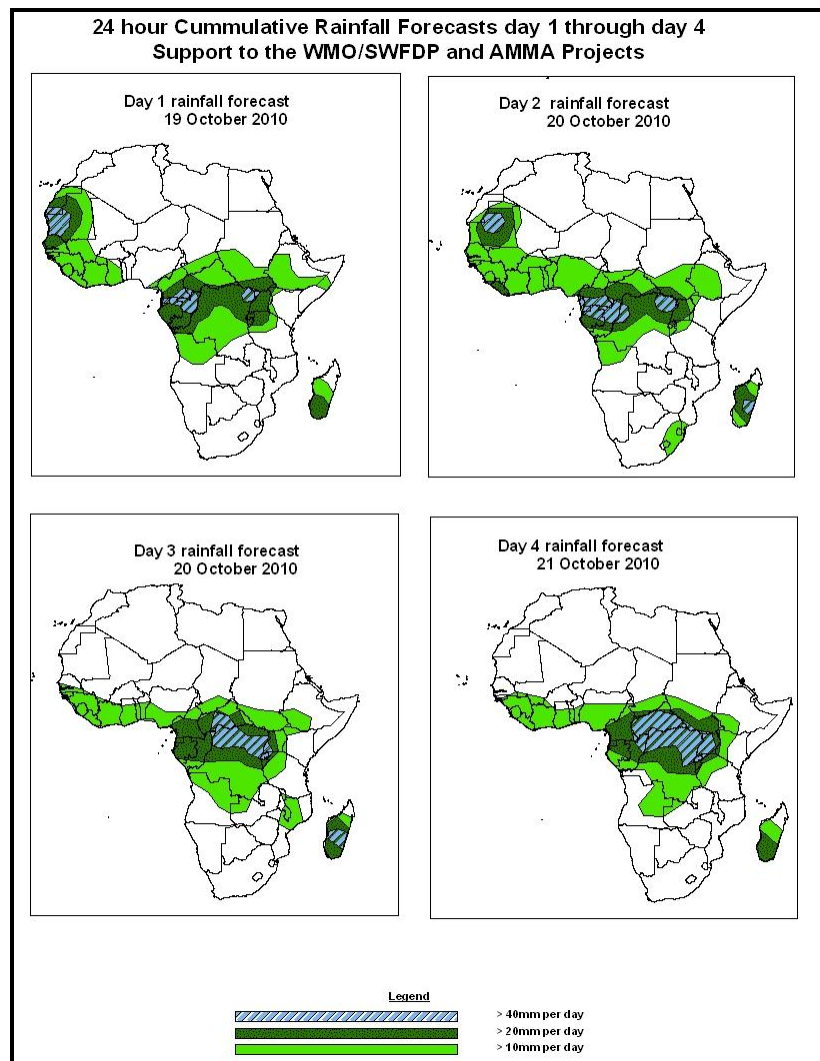 24 hour Cummulative Rainfall Forecasts day 1 through day 4
Support to the WMO/SWFDP and AMMA Projects
Day 1 rainfall forecast
19 October 2010
Day 2 rainfall forecast
20 October 2010
Day 3 rainfall forecast
20 October 2010
Day 4 rainfall forecast
21 October 2010
Legend
> 40mm per day
> 20mm per day
> 10mm per day